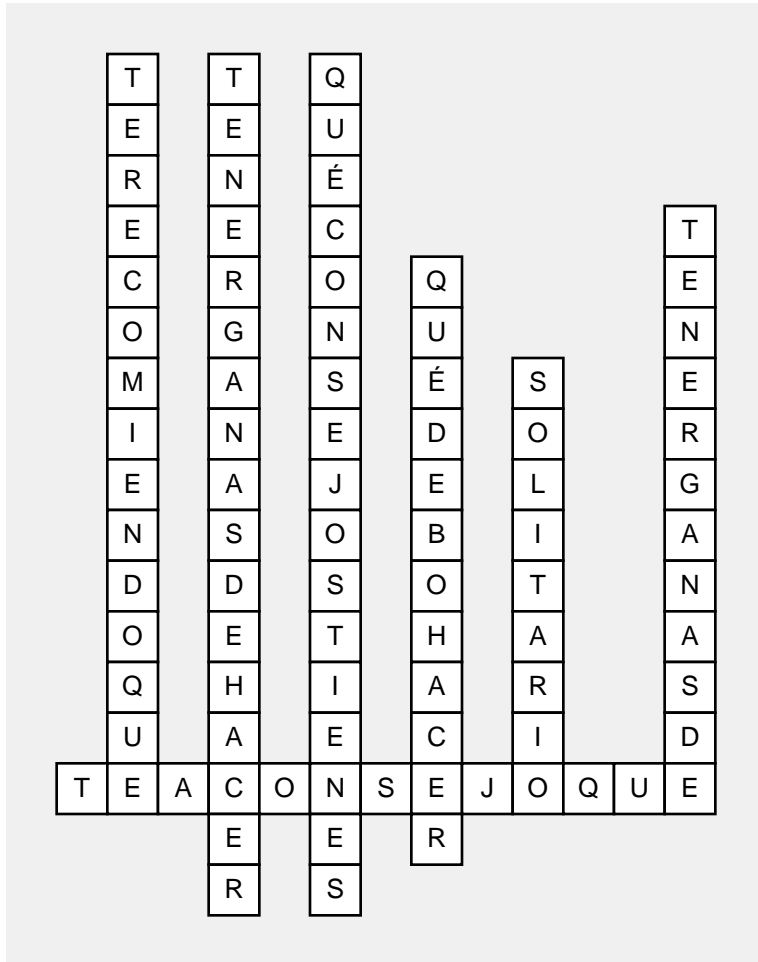 TERECOMIENDOQUE
TENERGANASDEHACER
QUÉCONSEJOSTIENES
QUÉDEBOHACER
SOLITARIO
TENERGANASDE
TEACONSEJOQUE